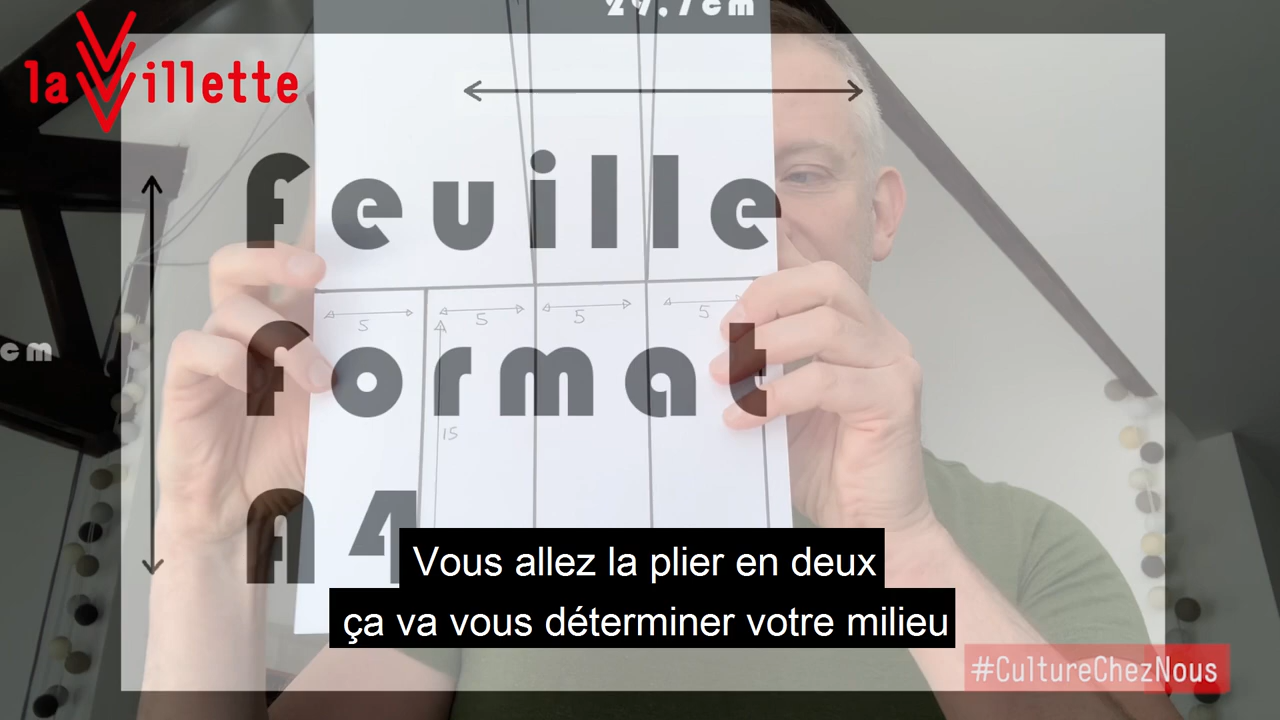 29,7cm
la Villette
Feuille
5 5 5 5
cm
Format
15
A4
Vous allez la plier en deux
ça va vous déterminer votre milieu
#CultureChezNous